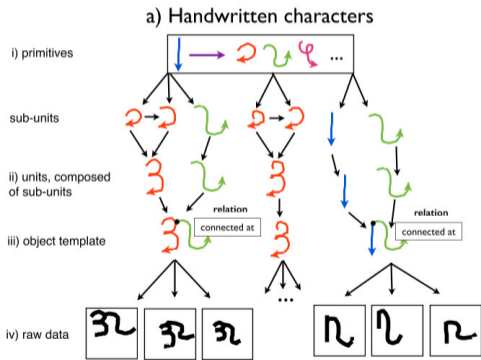 a) Handwritten characters
i) primitives
...
sub-units
ii) units, composed
of sub-units
relation
connected at
relation
connected at
iii) object template
...
iv) raw data